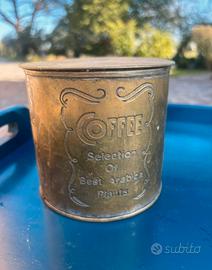 COFFEE
Selection
Of
Best Arabica
Plants
subito